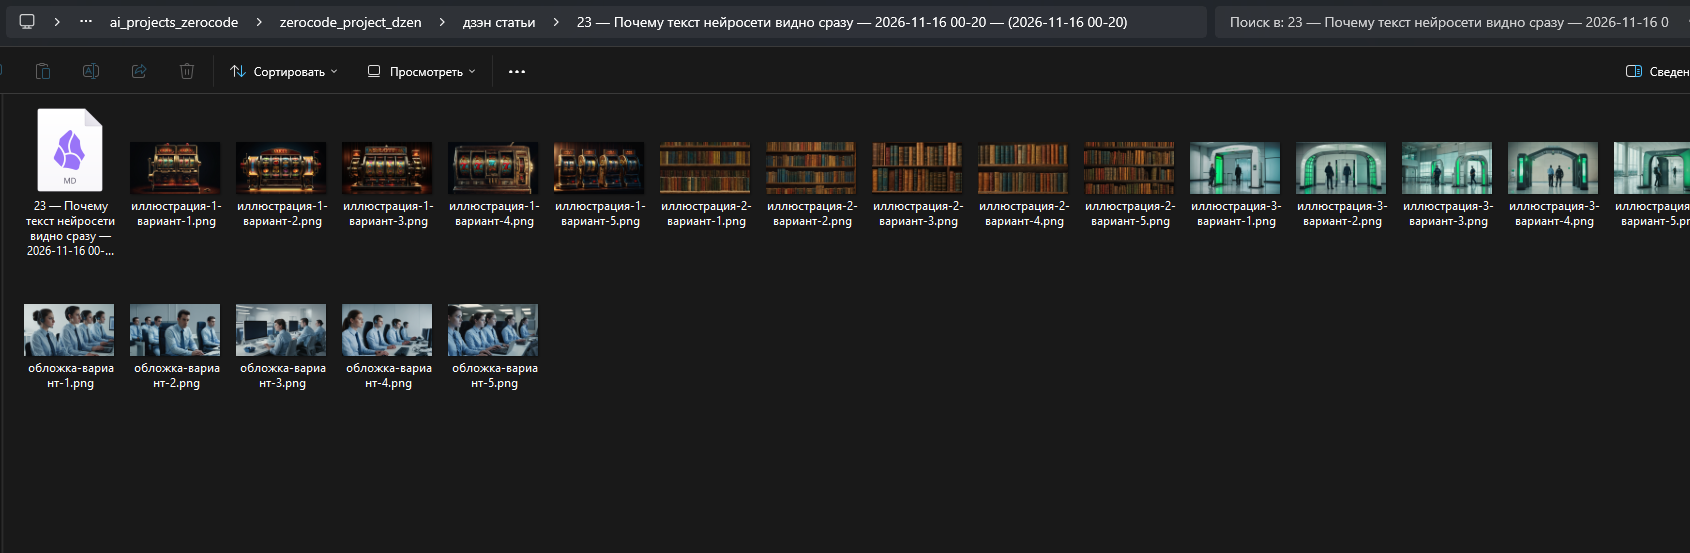 ai_projects_zerocode
zerocode_project_dzen
дзэн статьи
23 — Почему текст нейросети видно сразу — 2026-11-16 00-20 — (2026-11-16 00-20)
Поиск в: 23 — Почему текст нейросети видно сразу — 2026-11-16 0
Сортировать
Просмотреть
•••
Сведен
MD
23 — Почему
текст нейросети
видно сразу —
2026-11-16 00-...
иллюстрация-1-
вариант-1.png
иллюстрация-1-
вариант-2.png
иллюстрация-1-
вариант-3.png
иллюстрация-1-
вариант-4.png
иллюстрация-1-
вариант-5.png
иллюстрация-2-
вариант-1.png
иллюстрация-2-
вариант-2.png
иллюстрация-2-
вариант-3.png
иллюстрация-2-
вариант-4.png
иллюстрация-2-
вариант-5.png
иллюстрация-3-
вариант-1.png
иллюстрация-3-
вариант-2.png
иллюстрация-3-
вариант-3.png
иллюстрация-3-
вариант-4.png
иллюстрация
вариант-5.pn
обложка-вариа
нт-1.png
обложка-вариа
нт-2.png
обложка-вариа
нт-3.png
обложка-вариа
нт-4.png
обложка-вариа
нт-5.png